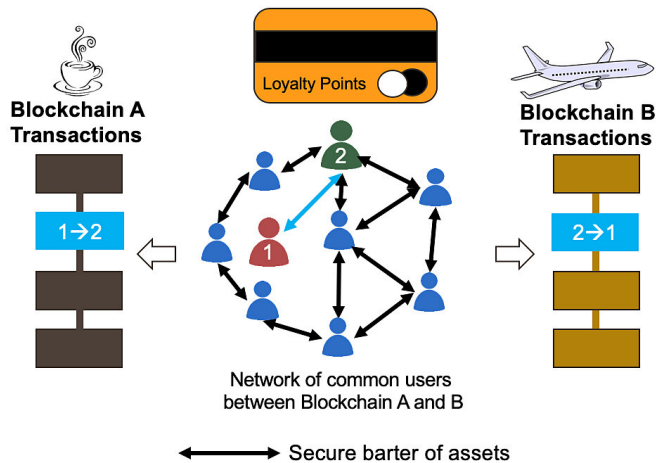 Loyalty Points
Blockchain A
Transactions
Blockchain B
Transactions
2
1→2
1
2→1
Network of common users
between Blockchain A and B
Secure barter of assets